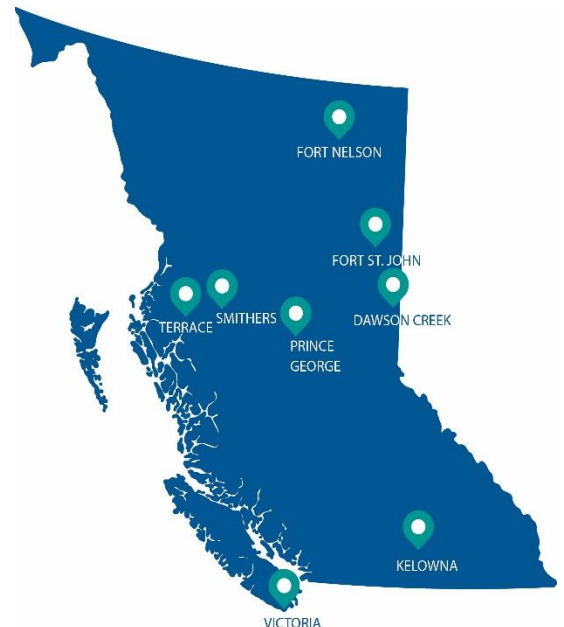 FORT NELSON
FORT ST. JOHN
DAWSON CREEK
SMITHERS
TERRACE
PRINCE
GEORGE
KELOWNA
VICTORIA